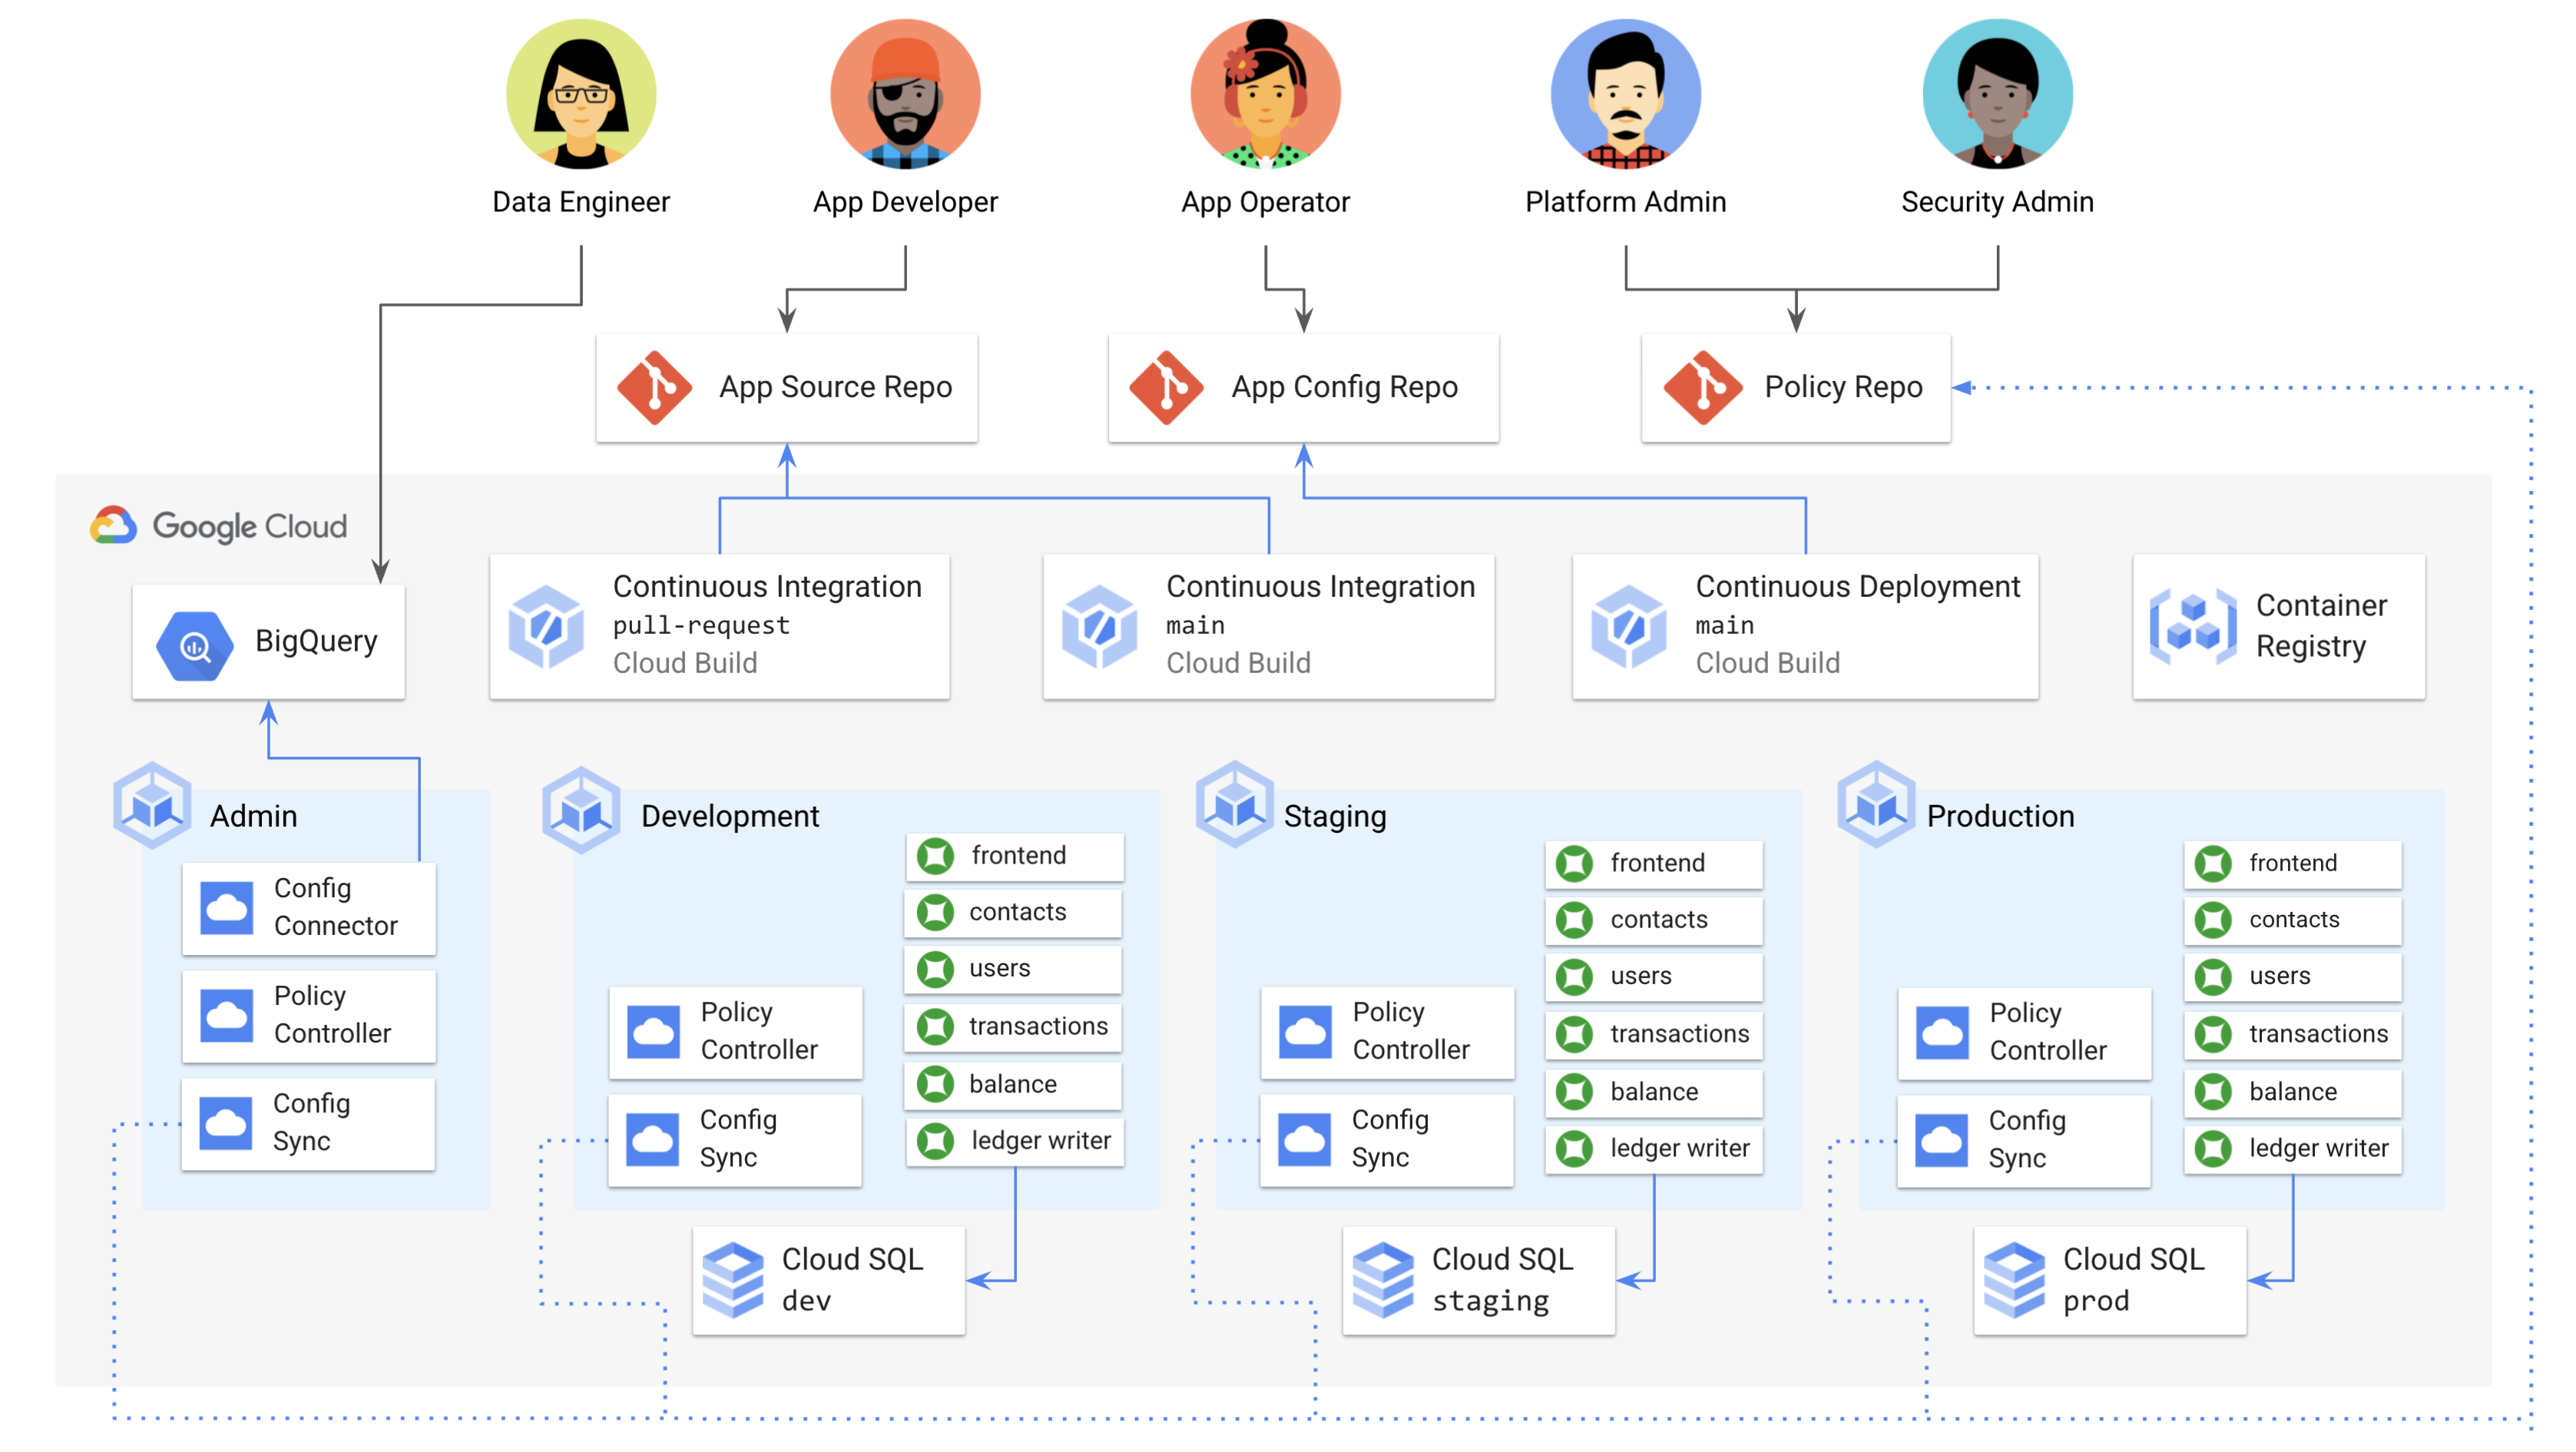 Data Engineer
App Developer
App Operator
Platform Admin
Security Admin
App Source Repo
App Config Repo
Policy Repo
Google Cloud
BigQuery
Continuous Integration
pull-request
Cloud Build
Continuous Integration
main
Cloud Build
Continuous Deployment
main
Cloud Build
Container
Registry
Admin
Config
Connector
Policy
Controller
Config
Sync
Development
Policy
Controller
Config
Sync
frontend
contacts
users
transactions
balance
ledger writer
Cloud SQL
dev
Staging
Policy
Controller
Config
Sync
frontend
contacts
users
transactions
balance
ledger writer
Cloud SQL
staging
Production
Policy
Controller
Config
Sync
frontend
contacts
users
transactions
balance
ledger writer
Cloud SQL
prod